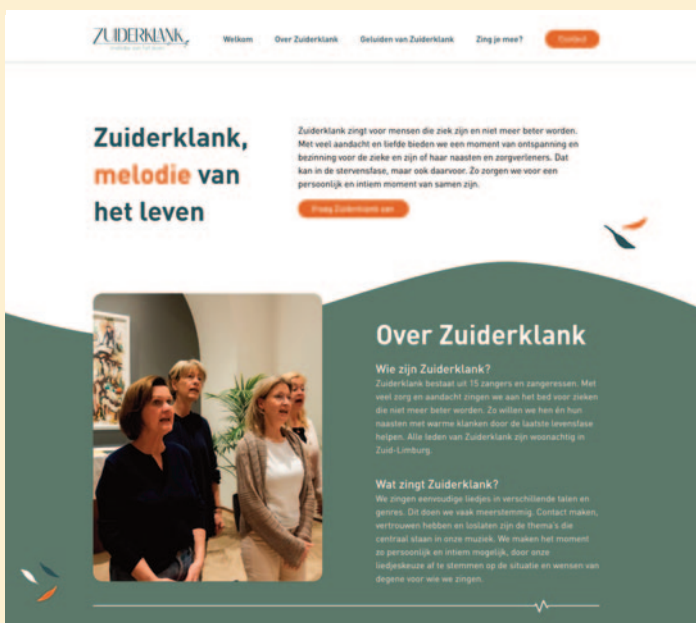 ZUIDERKLANK
melodie van het leven
Welkom
Over Zuiderklank
Geluiden van Zuiderklank
Zing je mee?
Contact
Zuiderklank,
melodie van
het leven
Zuiderklank zingt voor mensen die ziek zijn en niet meer beter worden.
Met veel aandacht en liefde bieden we een moment van ontspanning en
bezinning voor de zieke en zijn of haar naasten en zorgverleners. Dat
kan in de stervensfase, maar ook daarvoor. Zo zorgen we voor een
persoonlijk en intiem moment van samen zijn.
Vraag Zuiderklank aan
Over Zuiderklank
Wie zijn Zuiderklank?
Zuiderklank bestaat uit 15 zangers en zangeressen. Met
veel zorg en aandacht zingen we aan het bed voor zieken
die niet meer beter worden. Zo willen we hen én hun
naasten met warme klanken door de laatste levensfase
helpen. Alle leden van Zuiderklank zijn woonachtig in
Zuid-Limburg.
Wat zingt Zuiderklank?
We zingen eenvoudige liedjes in verschillende talen en
genres. Dit doen we vaak meerstemmig. Contact maken,
vertrouwen hebben en loslaten zijn de thema's die
centraal staan in onze muziek. We maken het moment
zo persoonlijk en intiem mogelijk, door onze
liedjeskeuze af te stemmen op de situatie en wensen van
degene voor wie we zingen.